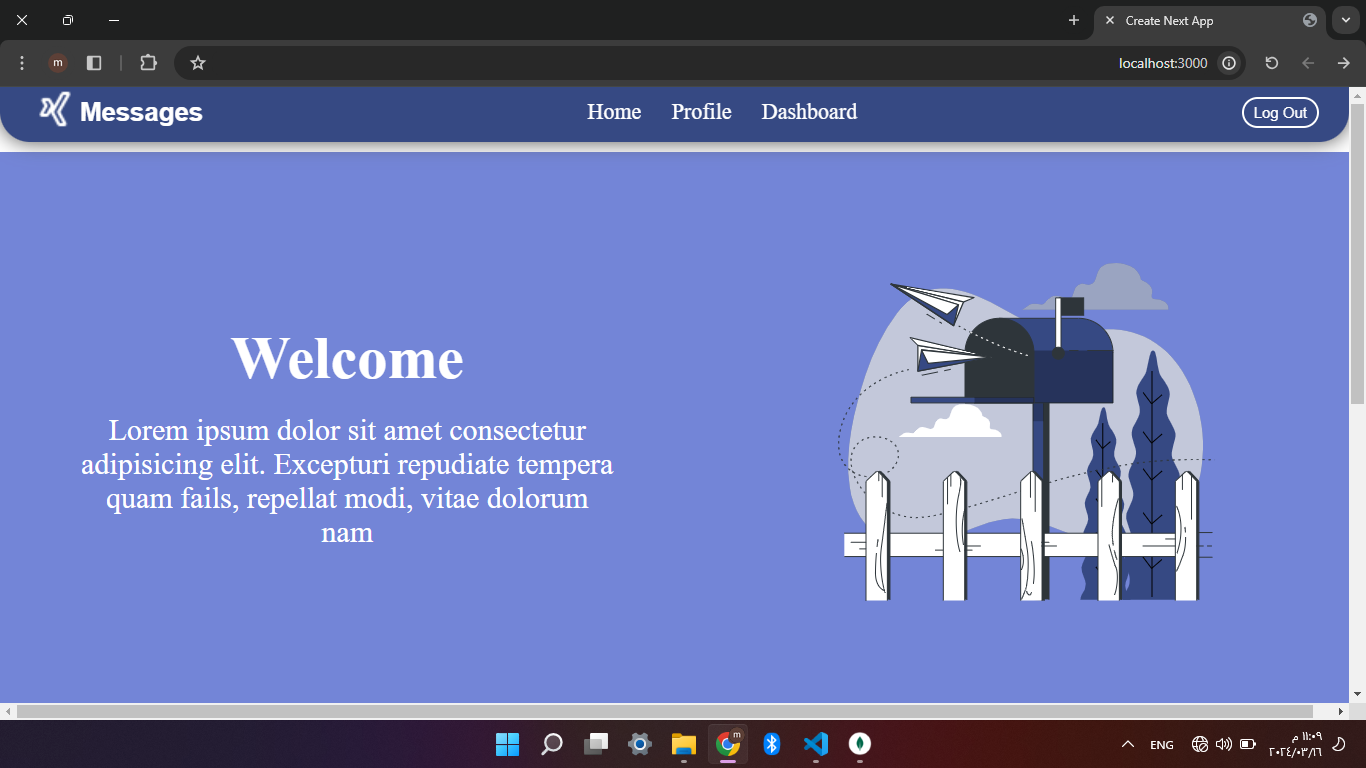 Create Next App
m
localhost:3000
Messages
Home Profile Dashboard
Log Out
Welcome
Lorem ipsum dolor sit amet consectetur
adipisicing elit. Excepturi repudiate tempera
quam fails, repellat modi, vitae dolorum
nam
m
ENG
١١:٠٩ م
٢٠٢٤/٠٣/١٦